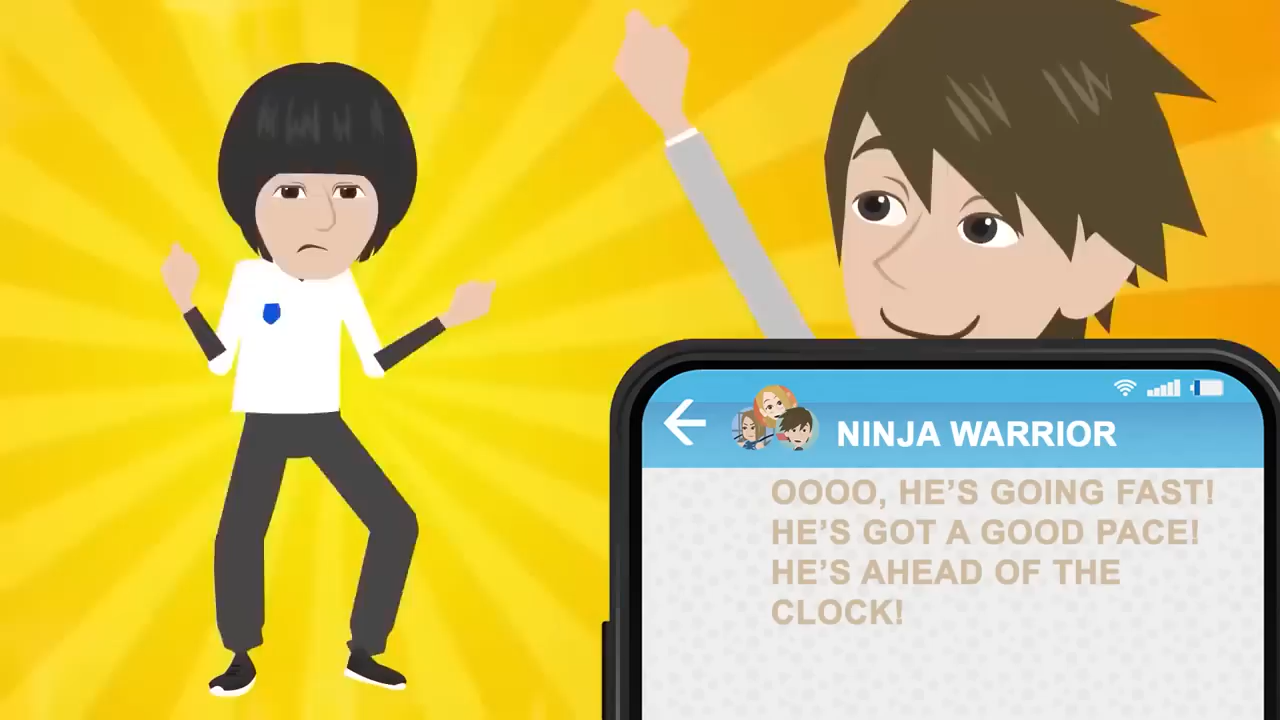 NINJA WARRIOR
OOOO, HE’S GOING FAST!
HE’S GOT A GOOD PACE!
HE’S AHEAD OF THE
CLOCK!